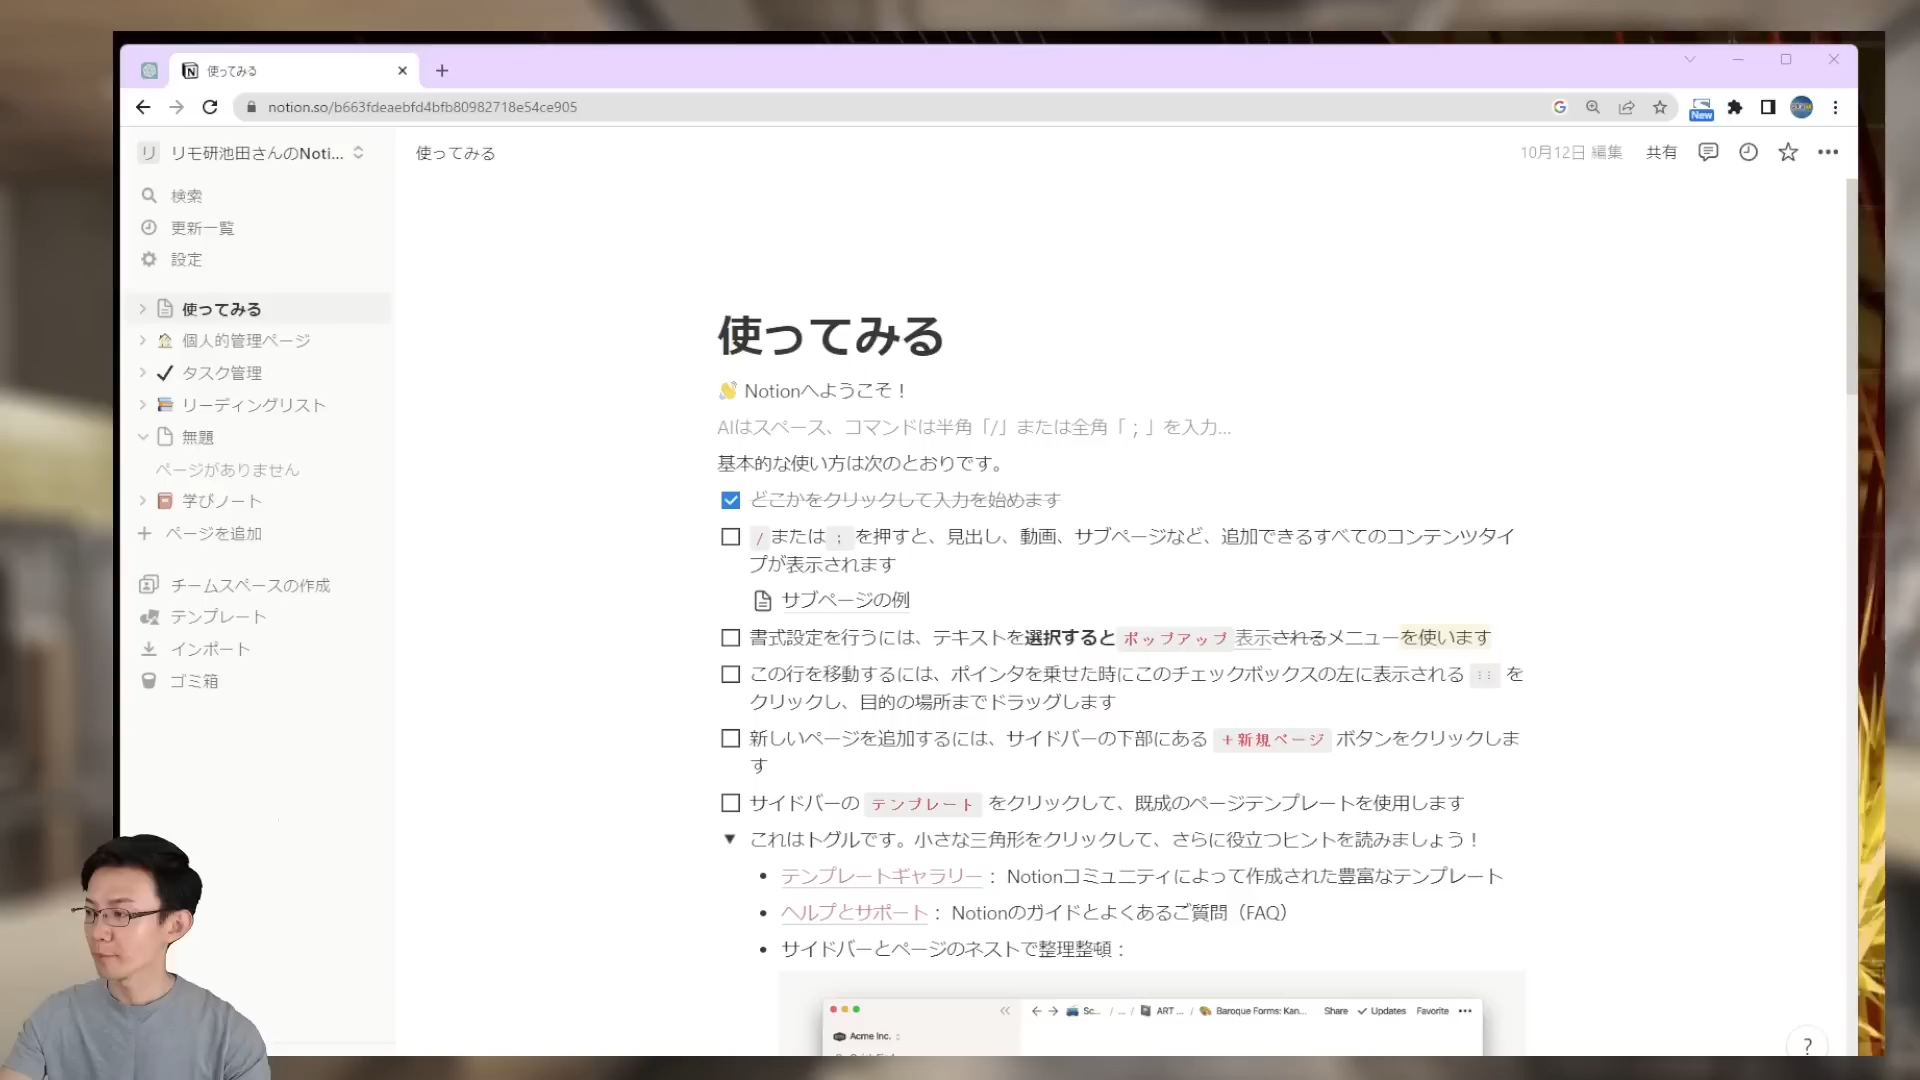 使ってみる
notion.so/b663fdeaebfd4bfb80982718e54ce905
New
リ リモ研池田さんのNoti...
使ってみる
10月12日 編集
共有
検索
更新一覧
設定
使ってみる
個人的管理ページ
タスク管理
リーディングリスト
無題
ページがありません
学びノート
ページを追加
チームスペースの作成
テンプレート
インポート
ゴミ箱
使ってみる
Notionへようこそ！
AIはスペース、コマンドは半角「/」または全角「；」を入力...
基本的な使い方は次のとおりです。
どこかをクリックして入力を始めます
/ または ; を押すと、見出し、動画、サブページなど、追加できるすべてのコンテンツタイ
プが表示されます
サブページの例
書式設定を行うには、テキストを選択すると ポップアップ 表示されるメニューを使います
この行を移動するには、ポインタを乗せた時にこのチェックボックスの左に表示される ⋮⋮ を
クリックし、目的の場所までドラッグします
新しいページを追加するには、サイドバーの下部にある ＋新規ページ ボタンをクリックしま
す
サイドバーの テンプレート をクリックして、既成のページテンプレートを使用します
これはトグルです。小さな三角形をクリックして、さらに役立つヒントを読みましょう！
• テンプレートギャラリー： Notionコミュニティによって作成された豊富なテンプレート
• ヘルプとサポート： Notionのガイドとよくあるご質問（FAQ）
• サイドバーとページのネストで整理整頓：
Sc... / ... / ART ... / Baroque Forms: Kan...
Share
Updates
Favorite
Acme Inc.
?